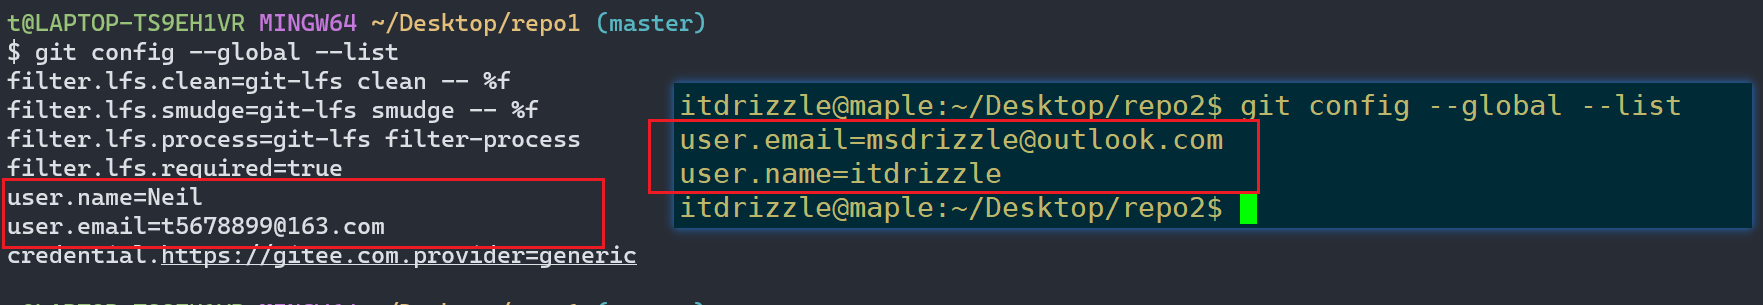 t@LAPTOP-TS9EH1VR MINGW64 ~/Desktop/repo1 (master)
$ git config --global --list
filter.lfs.clean=git-lfs clean -- %f
filter.lfs.smudge=git-lfs smudge -- %f
filter.lfs.process=git-lfs filter-process
filter.lfs.required=true
user.name=Neil
user.email=t5678899@163.com
credential.https://gitee.com.provider=generic
itdrizzle@maple:~/Desktop/repo2$ git config --global --list
user.email=msdrizzle@outlook.com
user.name=itdrizzle
itdrizzle@maple:~/Desktop/repo2$